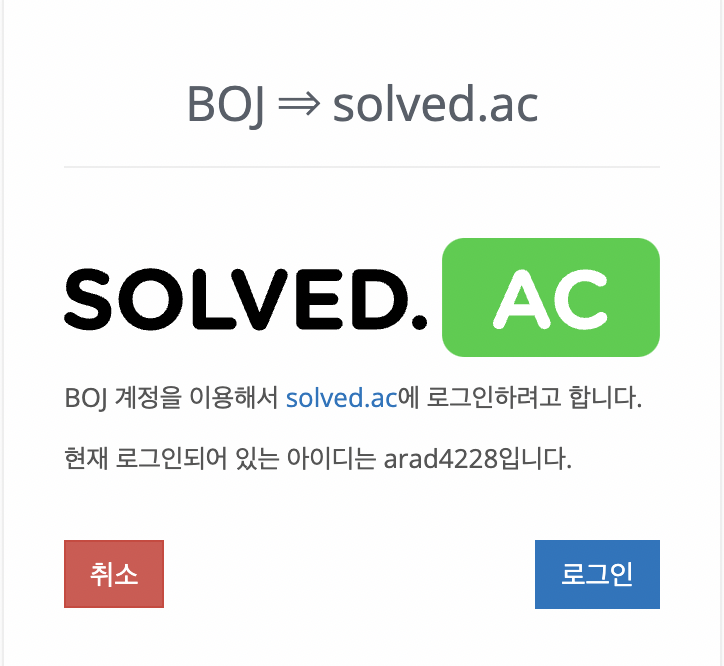 BOJ ⇒ solved.ac
SOLVED. AC
BOJ 계정을 이용해서 solved.ac에 로그인하려고 합니다.
현재 로그인되어 있는 아이디는 arad4228입니다.
취소 로그인